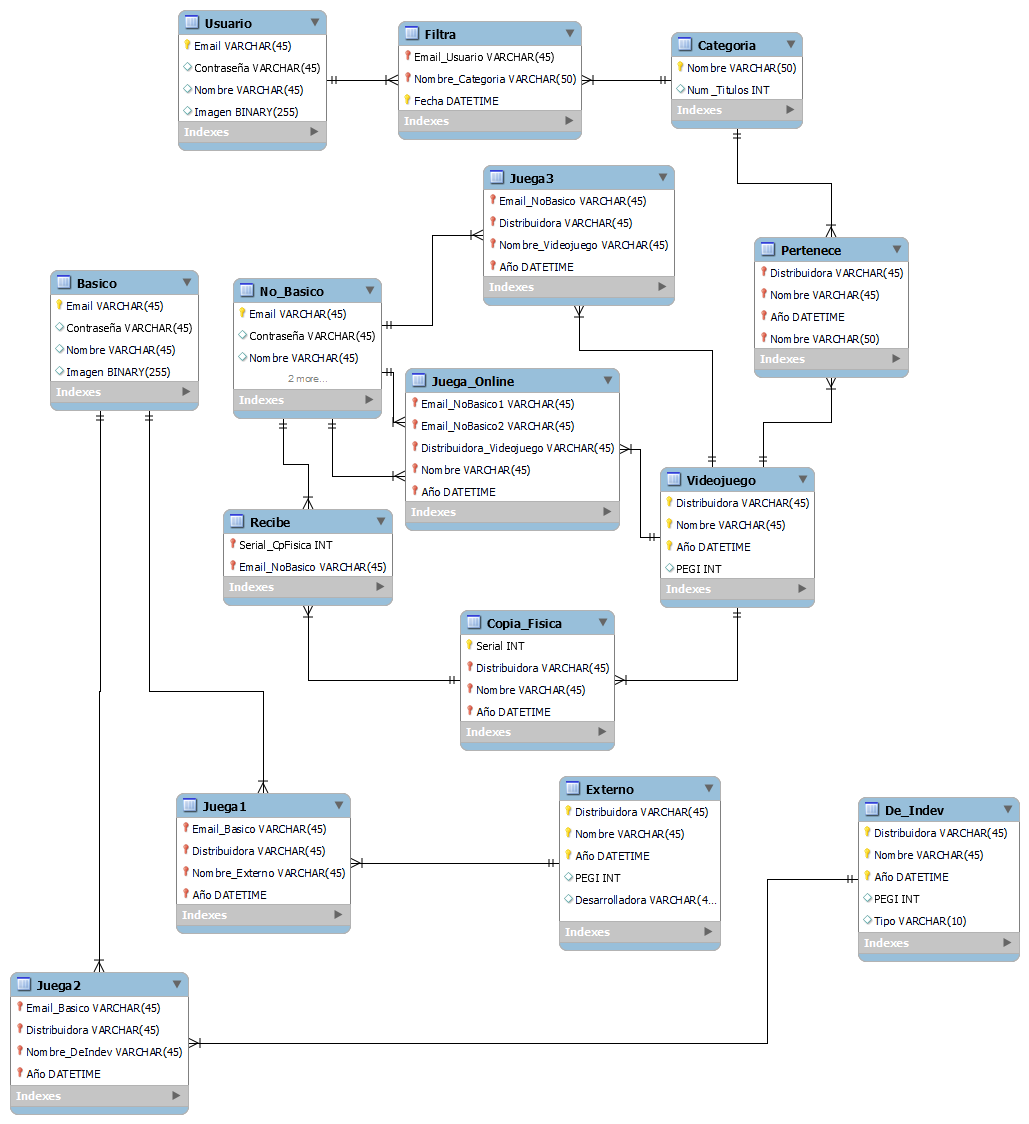 Usuario
Email VARCHAR(45)
Contraseña VARCHAR(45)
Nombre VARCHAR(45)
Imagen BINARY(255)
Indexes
Filtra
Email_Usuario VARCHAR(45)
Nombre_Categoria VARCHAR(50)
Fecha DATETIME
Indexes
Categoria
Nombre VARCHAR(50)
Num_Titulos INT
Indexes
Juega3
Email_NoBasico VARCHAR(45)
Distribuidora VARCHAR(45)
Nombre_Videojuego VARCHAR(45)
Año DATETIME
Indexes
Pertenece
Distribuidora VARCHAR(45)
Nombre VARCHAR(45)
Año DATETIME
Nombre VARCHAR(50)
Indexes
Basico
Email VARCHAR(45)
Contraseña VARCHAR(45)
Nombre VARCHAR(45)
Imagen BINARY(255)
Indexes
No_Basico
Email VARCHAR(45)
Contraseña VARCHAR(45)
Nombre VARCHAR(45)
2 more...
Indexes
Juega_Online
Email_NoBasico1 VARCHAR(45)
Email_NoBasico2 VARCHAR(45)
Distribuidora_Videojuego VARCHAR(45)
Nombre VARCHAR(45)
Año DATETIME
Indexes
Videojuego
Distribuidora VARCHAR(45)
Nombre VARCHAR(45)
Año DATETIME
PEGI INT
Indexes
Recibe
Serial_CpFisica INT
Email_NoBasico VARCHAR(45)
Indexes
Copia_Fisica
Serial INT
Distribuidora VARCHAR(45)
Nombre VARCHAR(45)
Año DATETIME
Indexes
Juega1
Email_Basico VARCHAR(45)
Distribuidora VARCHAR(45)
Nombre_Externo VARCHAR(45)
Año DATETIME
Indexes
Externo
Distribuidora VARCHAR(45)
Nombre VARCHAR(45)
Año DATETIME
PEGI INT
Desarrolladora VARCHAR(4...
Indexes
De_Indev
Distribuidora VARCHAR(45)
Nombre VARCHAR(45)
Año DATETIME
PEGI INT
Tipo VARCHAR(10)
Indexes
Juega2
Email_Basico VARCHAR(45)
Distribuidora VARCHAR(45)
Nombre_DeIndev VARCHAR(45)
Año DATETIME
Indexes